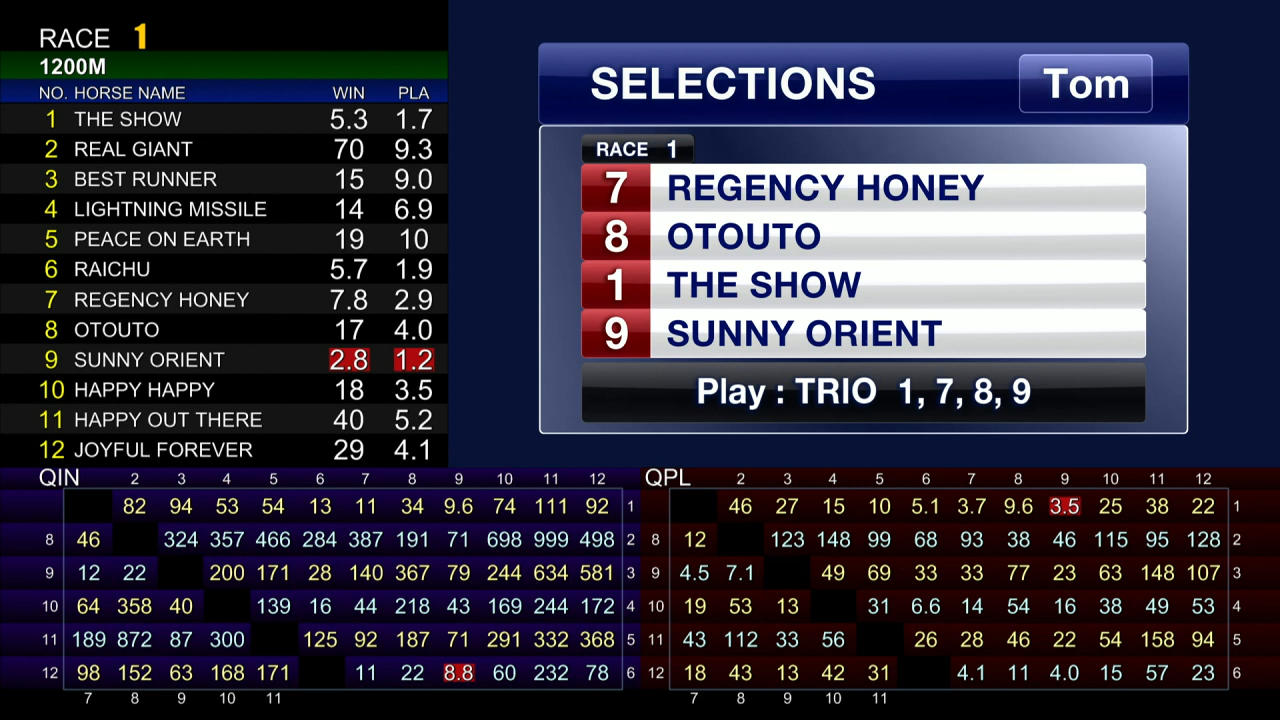 RACE 1
1200M
NO. HORSE NAME WIN PLA
1 THE SHOW 5.3 1.7
2 REAL GIANT 70 9.3
3 BEST RUNNER 15 9.0
4 LIGHTNING MISSILE 14 6.9
5 PEACE ON EARTH 19 10
6 RAICHU 5.7 1.9
7 REGENCY HONEY 7.8 2.9
8 OTOUTO 17 4.0
9 SUNNY ORIENT 2.8 1.2
10 HAPPY HAPPY 18 3.5
11 HAPPY OUT THERE 40 5.2
12 JOYFUL FOREVER 29 4.1
SELECTIONS Tom
RACE 1
7 REGENCY HONEY
8 OTOUTO
1 THE SHOW
9 SUNNY ORIENT
Play : TRIO 1, 7, 8, 9
QIN 2 3 4 5 6 7 8 9 10 11 12
82 94 53 54 13 11 34 9.6 74 111 92 1
8 46 324 357 466 284 387 191 71 698 999 498 2
9 12 22 200 171 28 140 367 79 244 634 581 3
10 64 358 40 139 16 44 218 43 169 244 172 4
11 189 872 87 300 125 92 187 71 291 332 368 5
12 98 152 63 168 171 11 22 8.8 60 232 78 6
7 8 9 10 11
QPL 2 3 4 5 6 7 8 9 10 11 12
46 27 15 10 5.1 3.7 9.6 3.5 25 38 22 1
8 12 123 148 99 68 93 38 46 115 95 128 2
9 4.5 7.1 49 69 33 33 77 23 63 148 107 3
10 19 53 13 31 6.6 14 54 16 38 49 53 4
11 43 112 33 56 26 28 46 22 54 158 94 5
12 18 43 13 42 31 4.1 11 4.0 15 57 23 6
7 8 9 10 11